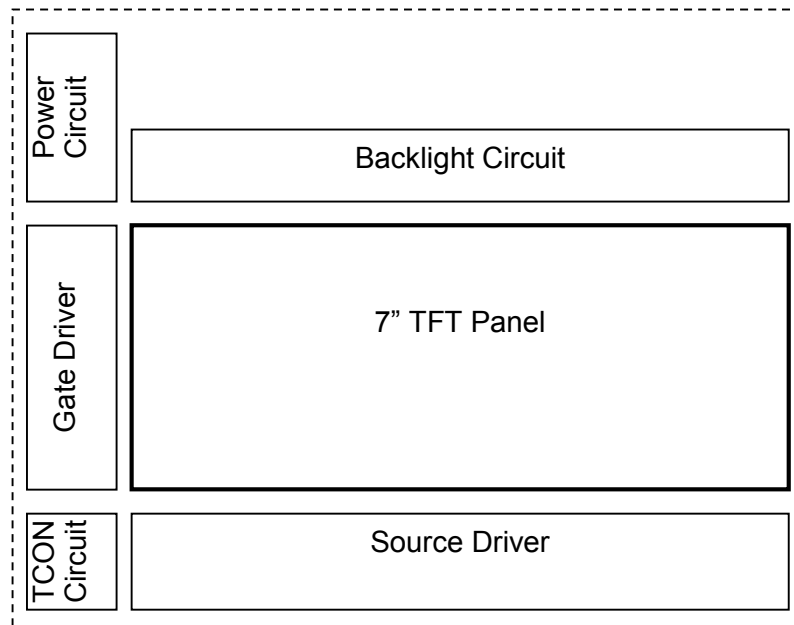 Power
Circuit
Backlight Circuit
Gate Driver
7” TFT Panel
TCON
Circuit
Source Driver